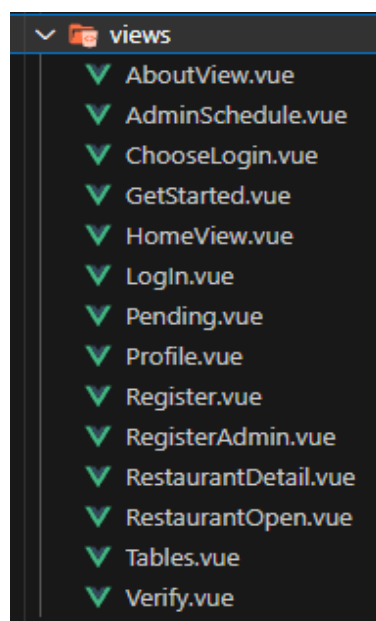 views
AboutView.vue
AdminSchedule.vue
ChooseLogin.vue
GetStarted.vue
HomeView.vue
LogIn.vue
Pending.vue
Profile.vue
Register.vue
RegisterAdmin.vue
RestaurantDetail.vue
RestaurantOpen.vue
Tables.vue
Verify.vue